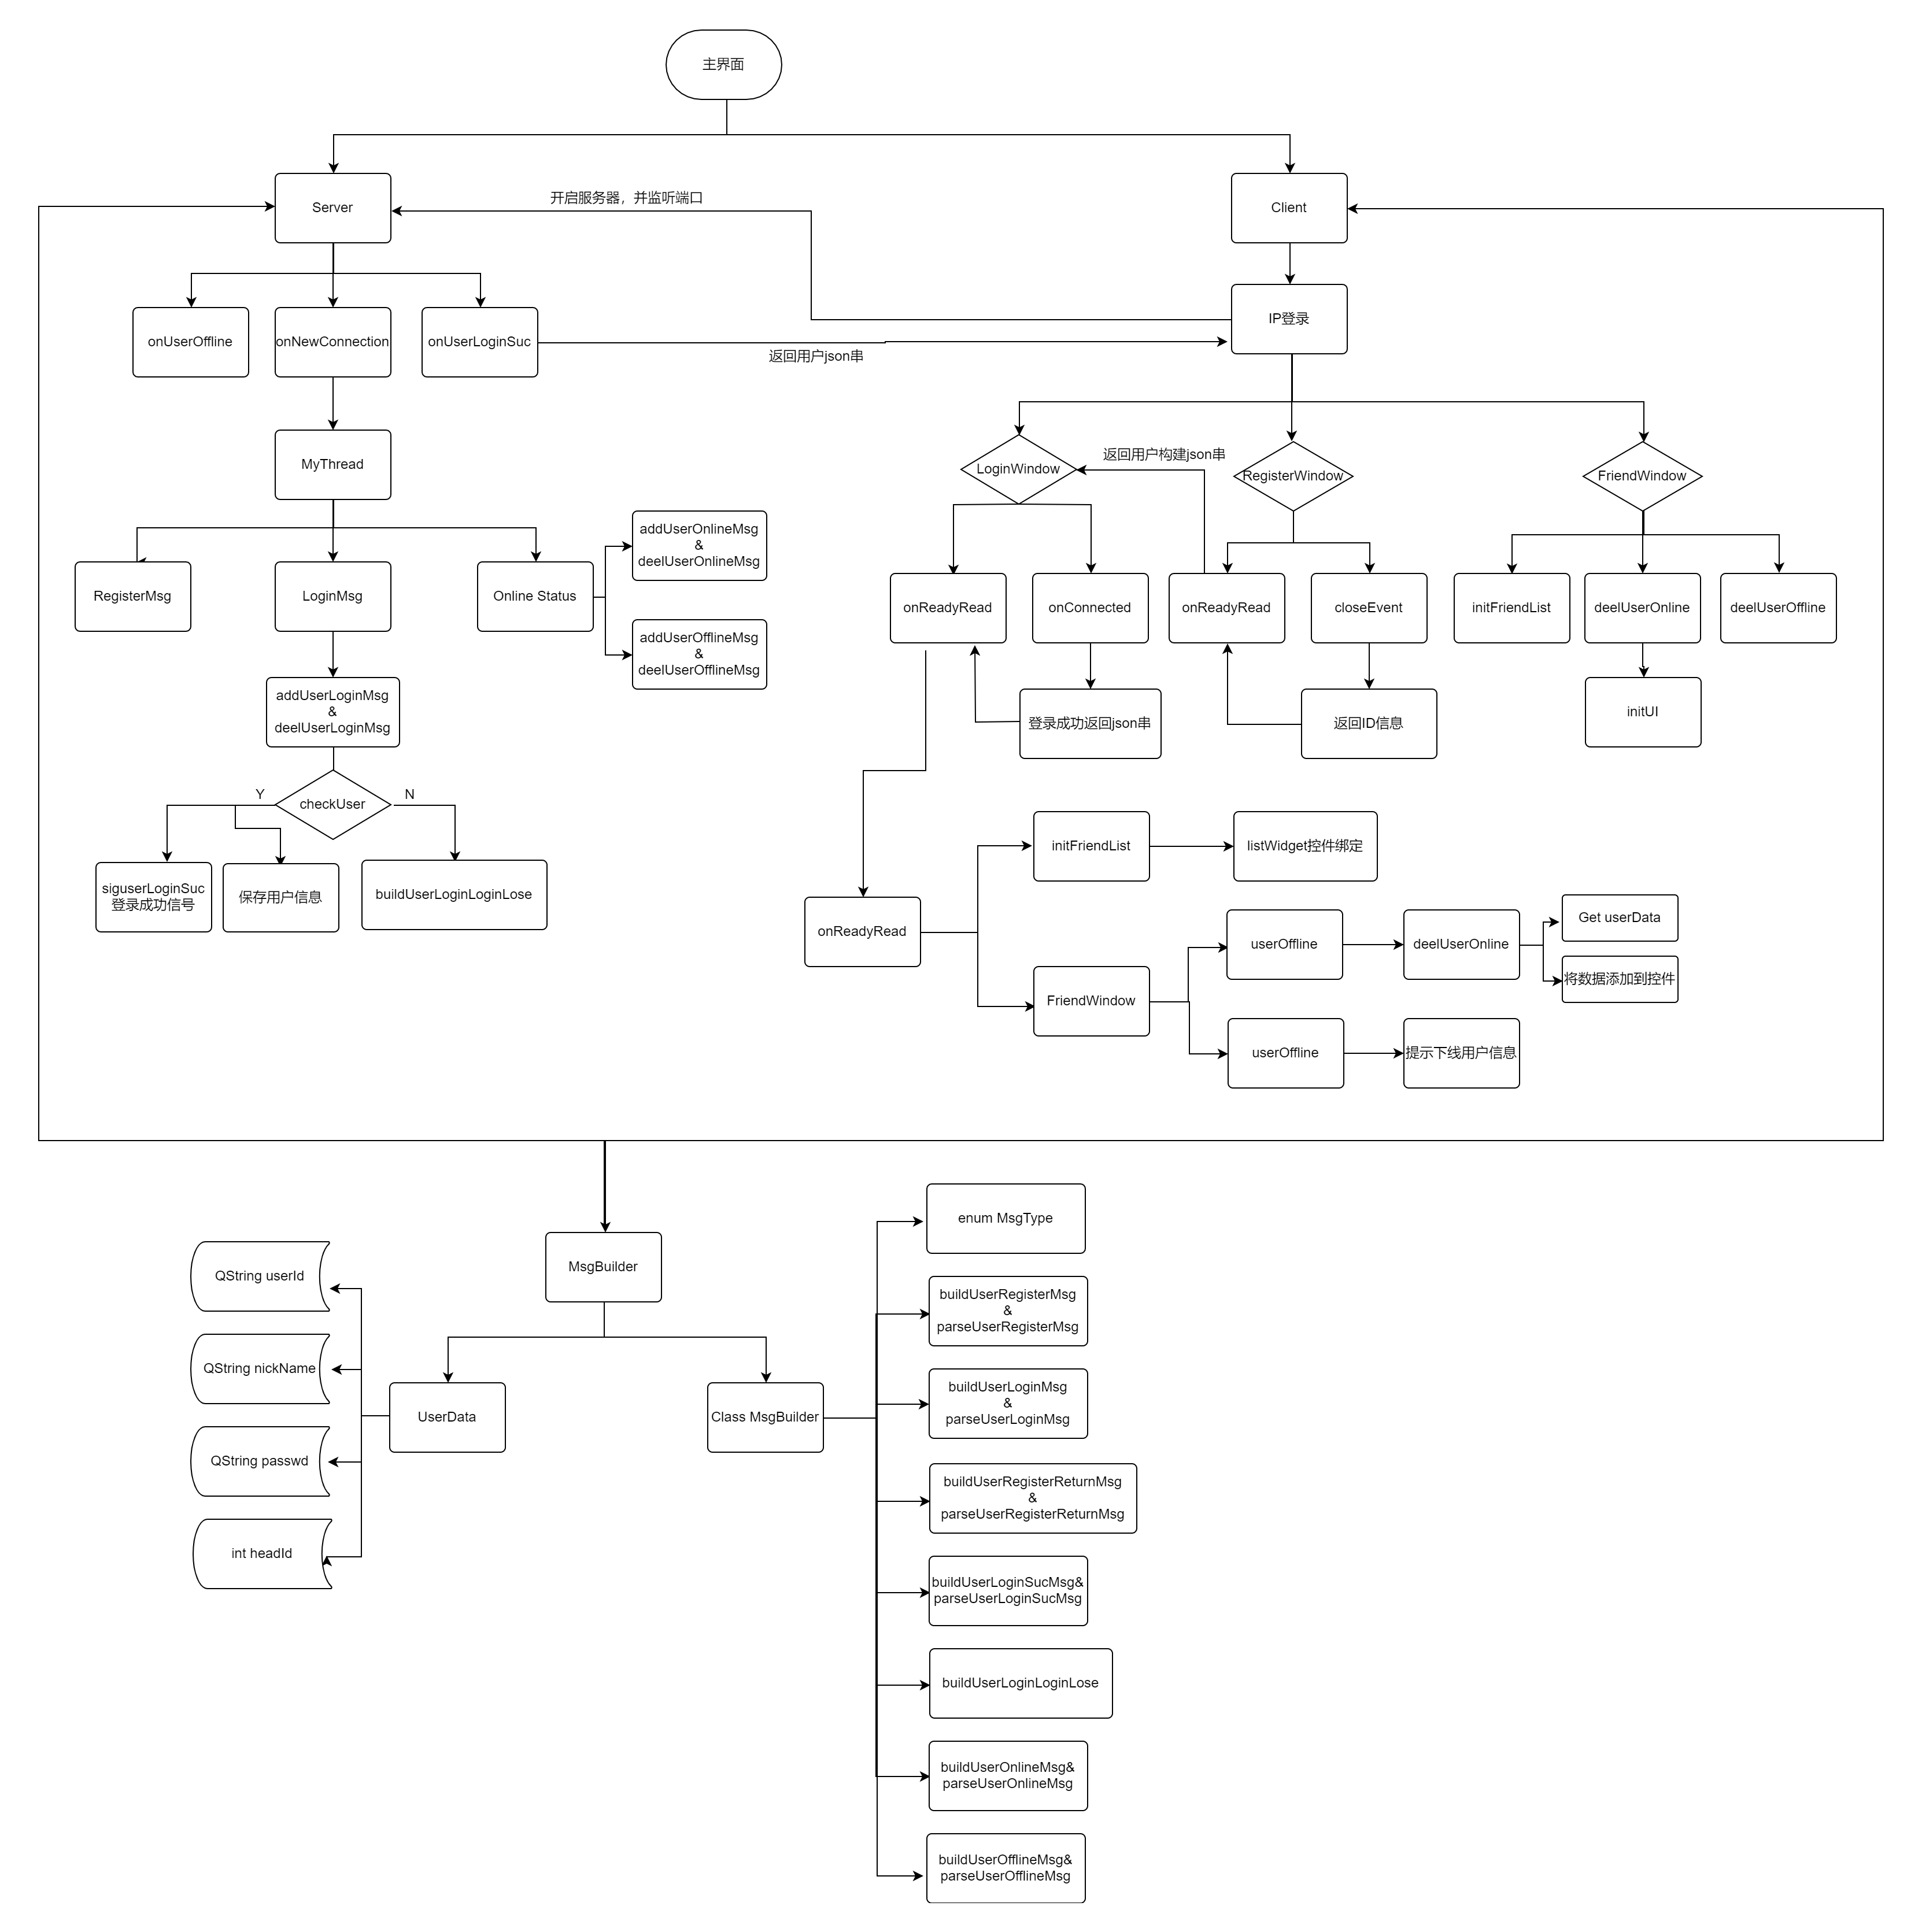 主界面
Server
开启服务器，并监听端口
Client
IP登录
onUserOffline
onNewConnection
onUserLoginSuc
返回用户json串
MyThread
RegisterMsg
LoginMsg
Online Status
addUserOnlineMsg
&
deelUserOnlineMsg
addUserOfflineMsg
&
deelUserOfflineMsg
addUserLoginMsg
&
deelUserLoginMsg
Y
checkUser
N
siguserLoginSuc
登录成功信号
保存用户信息
buildUserLoginLoginLose
LoginWindow
返回用户构建json串
RegisterWindow
FriendWindow
onReadyRead
onConnected
onReadyRead
closeEvent
initFriendList
deelUserOnline
deelUserOffline
登录成功返回json串
返回ID信息
initUI
initFriendList
listWidget控件绑定
onReadyRead
userOffline
deelUserOnline
Get userData
将数据添加到控件
FriendWindow
userOffline
提示下线用户信息
MsgBuilder
QString userId
QString nickName
QString passwd
int headId
UserData
Class MsgBuilder
enum MsgType
buildUserRegisterMsg
&
parseUserRegisterMsg
buildUserLoginMsg
&
parseUserLoginMsg
buildUserRegisterReturnMsg
&
parseUserRegisterReturnMsg
buildUserLoginSucMsg&
parseUserLoginSucMsg
buildUserLoginLoginLose
buildUserOnlineMsg&
parseUserOnlineMsg
buildUserOfflineMsg&
parseUserOfflineMsg